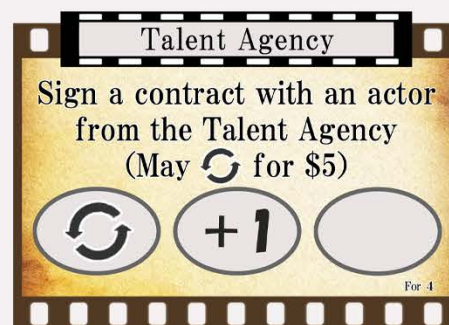 Talent Agency
Sign a contract with an actor
from the Talent Agency
(May for $5)
+1
For 4